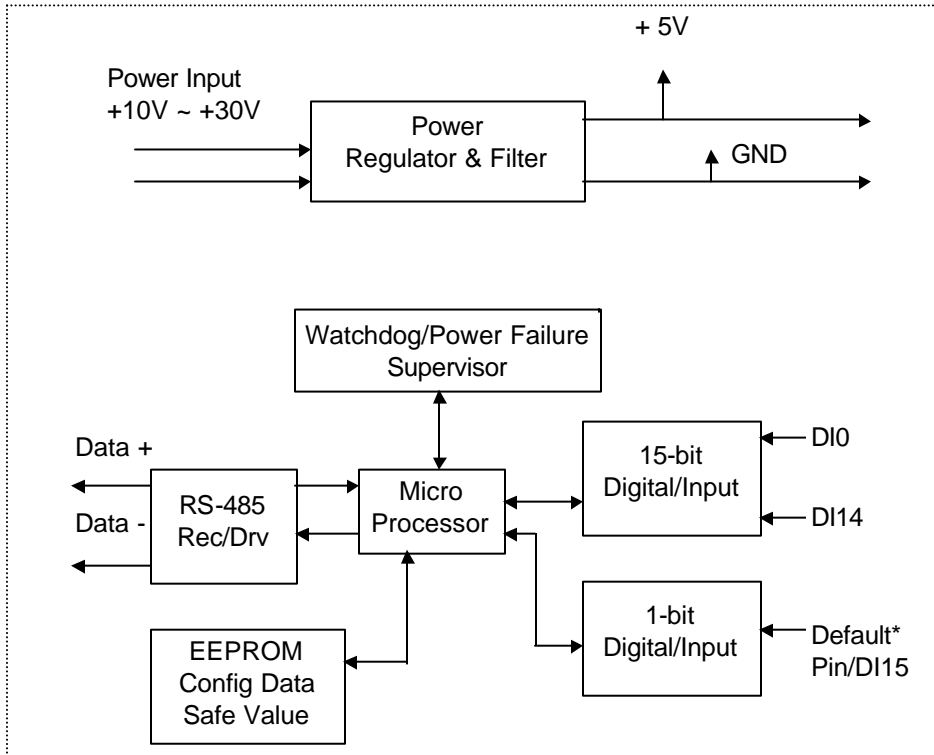 + 5V
Power Input
+10V ~ +30V
Power
Regulator & Filter
GND
Watchdog/Power Failure
Supervisor
Data +
Data -
RS-485
Rec/Drv
Micro
Processor
15-bit
Digital/Input
DI0
DI14
1-bit
Digital/Input
Default*
Pin/DI15
EEPROM
Config Data
Safe Value